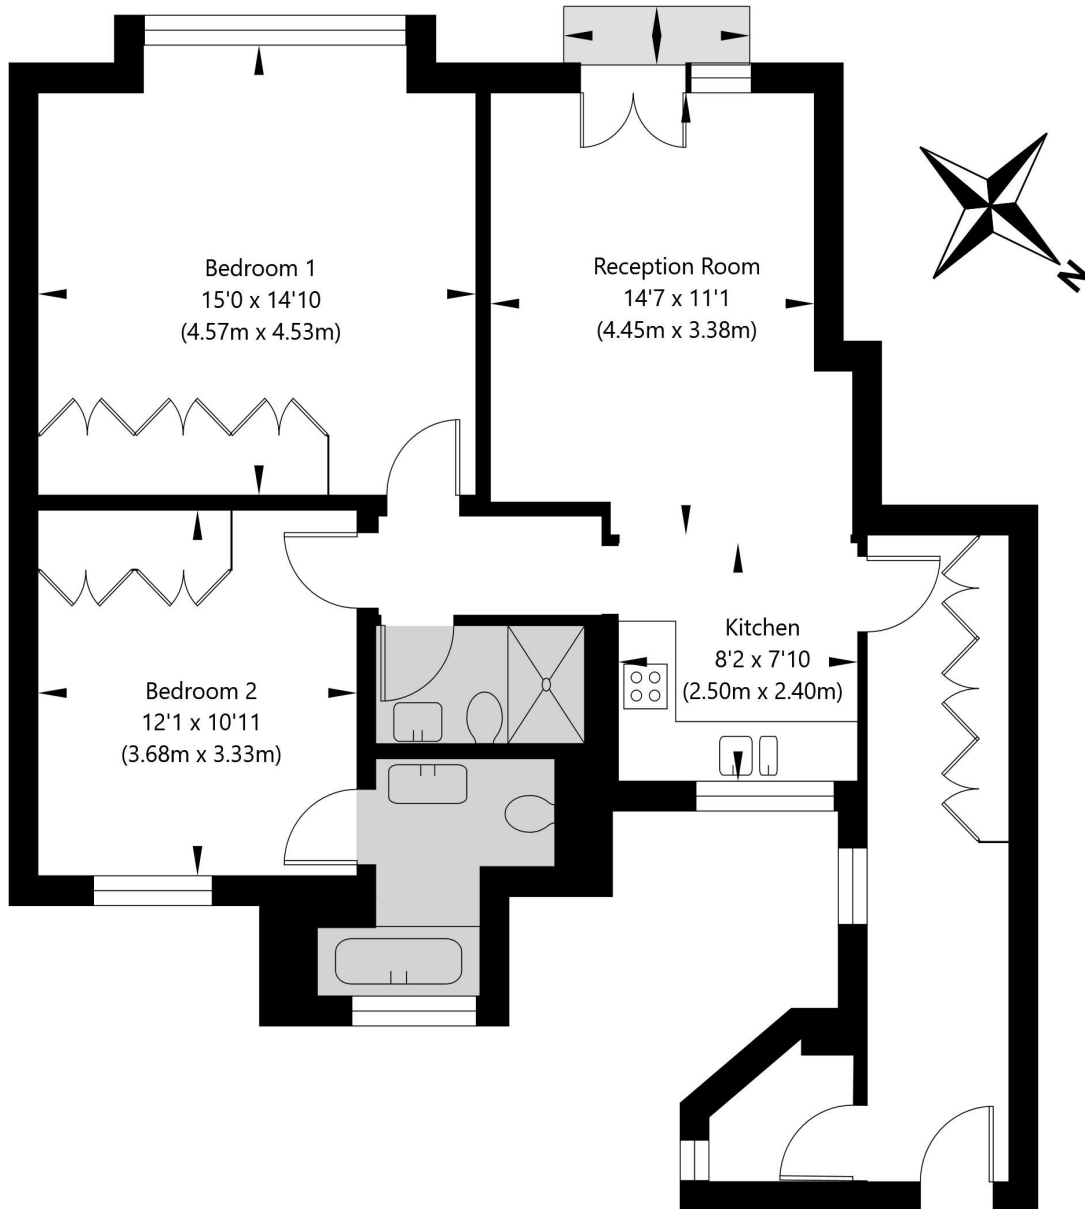 Bedroom 1
15'0 x 14'10
(4.57m x 4.53m)
Reception Room
14'7 x 11'1
(4.45m x 3.38m)
N
Bedroom 2
12'1 x 10'11
(3.68m x 3.33m)
Kitchen
8'2 x 7'10
(2.50m x 2.40m)